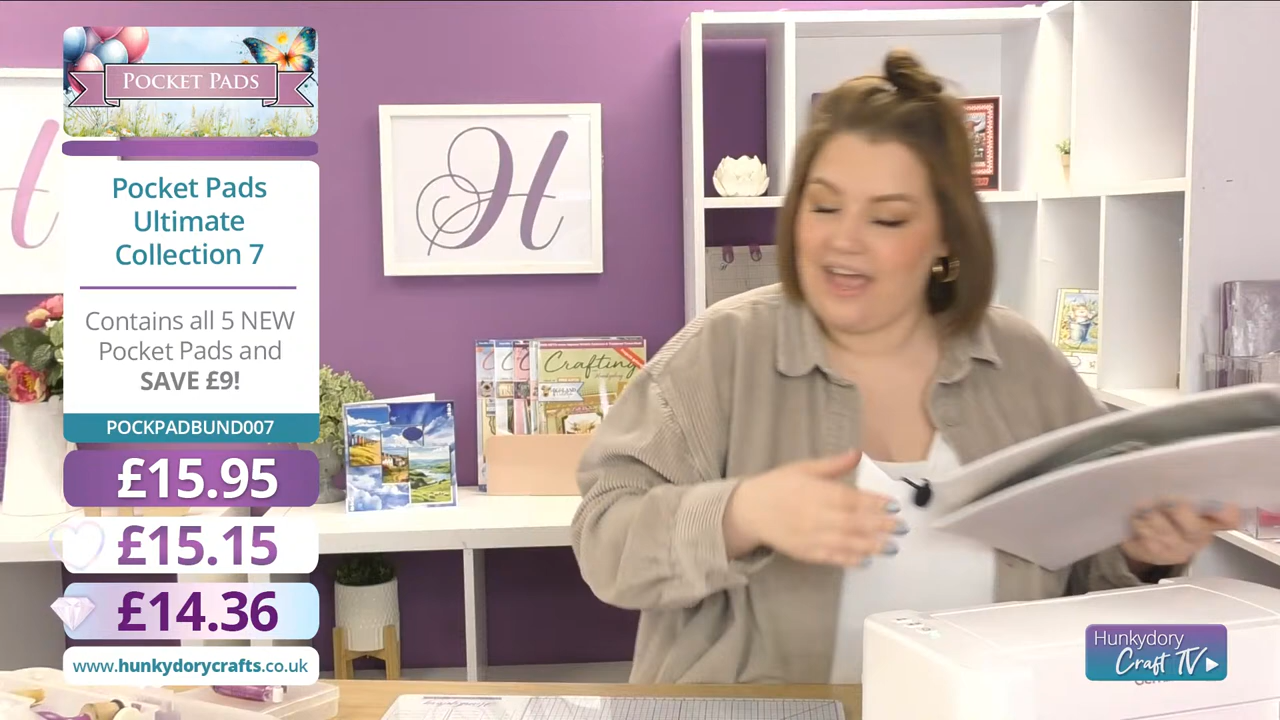 POCKET PADS
Pocket Pads
Ultimate
Collection 7
Contains all 5 NEW
Pocket Pads and
SAVE £9!
POCKPADBUND007
£15.95
£15.15
£14.36
www.hunkydorycrafts.co.uk
H
Crafting
Hunkydory
Craft TV